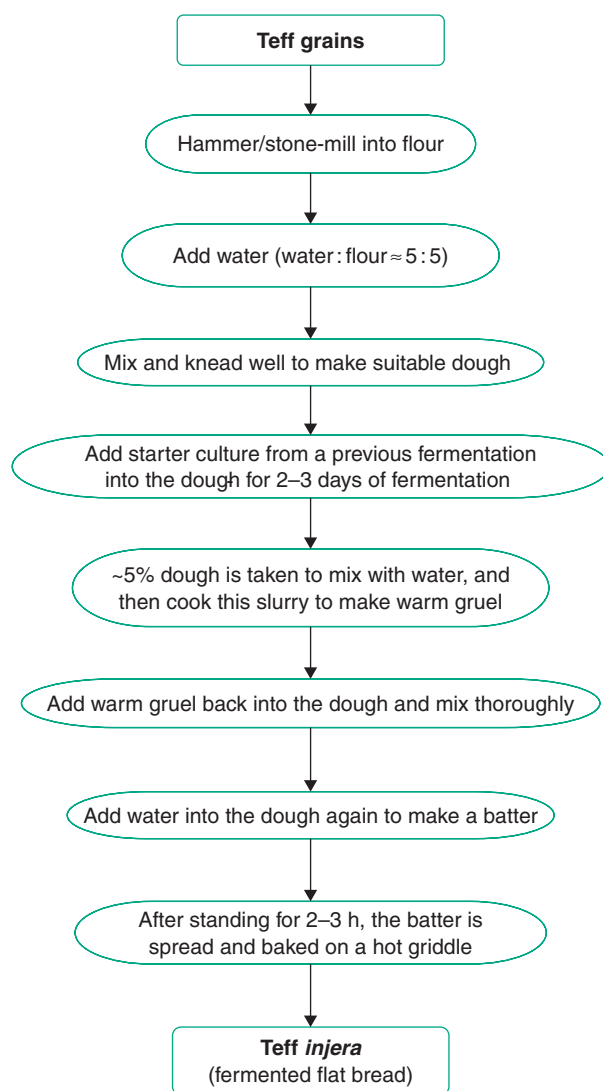 Teff grains
Hammer/stone-mill into flour
Add water (water:flour ≈ 5:5)
Mix and knead well to make suitable dough
Add starter culture from a previous fermentation
into the dough for 2–3 days of fermentation
~5% dough is taken to mix with water, and
then cook this slurry to make warm gruel
Add warm gruel back into the dough and mix thoroughly
Add water into the dough again to make a batter
After standing for 2–3 h, the batter is
spread and baked on a hot griddle
Teff injera
(fermented flat bread)